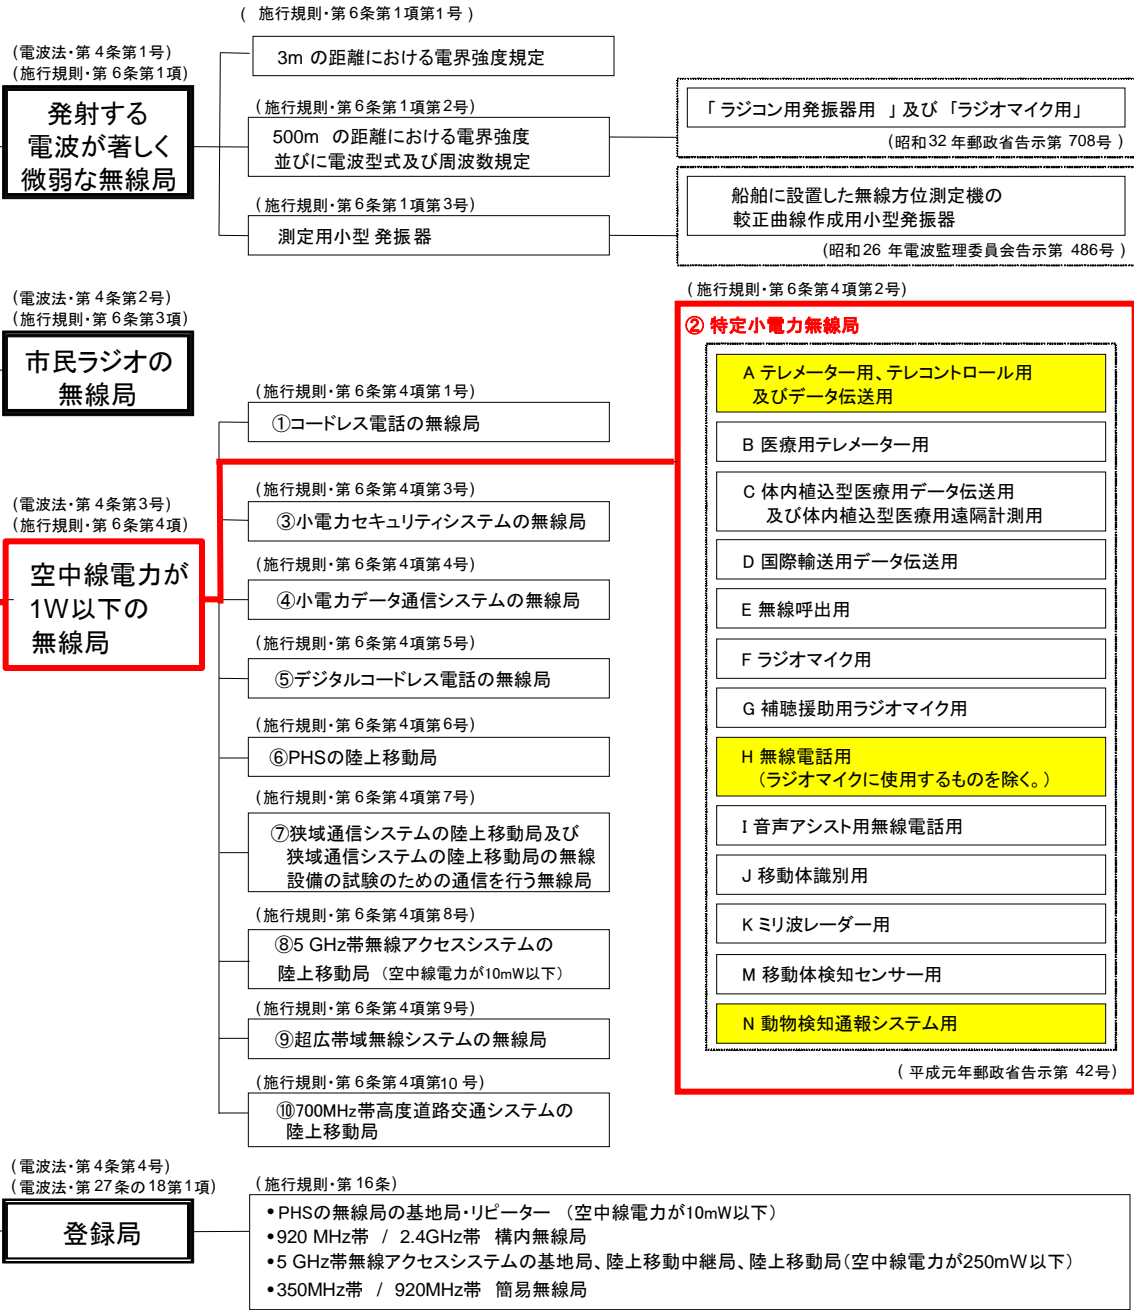 (施行規則・第6条第1項第1号)
(電波法・第4条第1号)
(施行規則・第6条第1項)
発射する
電波が著しく
微弱な無線局
3m の距離における電界強度規定
(施行規則・第6条第1項第2号)
500m の距離における電界強度
並びに電波型式及び周波数規定
「ラジコン用発振器用 」及び 「ラジオマイク用」
(昭和32年郵政省告示第 708号)
(施行規則・第6条第1項第3号)
測定用小型発振器
船舶に設置した無線方位測定機の
較正曲線作成用小型発振器
(昭和26年電波監理委員会告示第 486号)
(電波法・第4条第2号)
(施行規則・第6条第3項)
市民ラジオの
無線局
(電波法・第4条第3号)
(施行規則・第6条第4項)
空中線電力が
1W以下の
無線局
(施行規則・第6条第4項第1号)
①コードレス電話の無線局
(施行規則・第6条第4項第3号)
③小電力セキュリティシステムの無線局
(施行規則・第6条第4項第4号)
④小電力データ通信システムの無線局
(施行規則・第6条第4項第5号)
⑤デジタルコードレス電話の無線局
(施行規則・第6条第4項第6号)
⑥PHSの陸上移動局
(施行規則・第6条第4項第7号)
⑦狭域通信システムの陸上移動局及び
狭域通信システムの陸上移動局の無線
設備の試験のための通信を行う無線局
(施行規則・第6条第4項第8号)
⑧5 GHz帯無線アクセスシステムの
陸上移動局 (空中線電力が10mW以下)
(施行規則・第6条第4項第9号)
⑨超広帯域無線システムの無線局
(施行規則・第6条第4項第10号)
⑩700MHz帯高度道路交通システムの
陸上移動局
(施行規則・第6条第4項第2号)
② 特定小電力無線局
A テレメーター用、テレコントロール用
及びデータ伝送用
B 医療用テレメーター用
C 体内植込型医療用データ伝送用
及び体内植込型医療用遠隔計測用
D 国際輸送用データ伝送用
E 無線呼出用
F ラジオマイク用
G 補聴援助用ラジオマイク用
H 無線電話用
(ラジオマイクに使用するものを除く。)
I 音声アシスト用無線電話用
J 移動体識別用
K ミリ波レーダー用
M 移動体検知センサー用
N 動物検知通報システム用
(平成元年郵政省告示第 42号)
(電波法・第4条第4号)
(電波法・第27条の18第1項)
登録局
(施行規則・第16条)
•PHSの無線局の基地局・リピーター (空中線電力が10mW以下)
•920 MHz帯 / 2.4GHz帯 構内無線局
•5 GHz帯無線アクセスシステムの基地局、陸上移動中継局、陸上移動局(空中線電力が250mW以下)
•350MHz帯 / 920MHz帯 簡易無線局